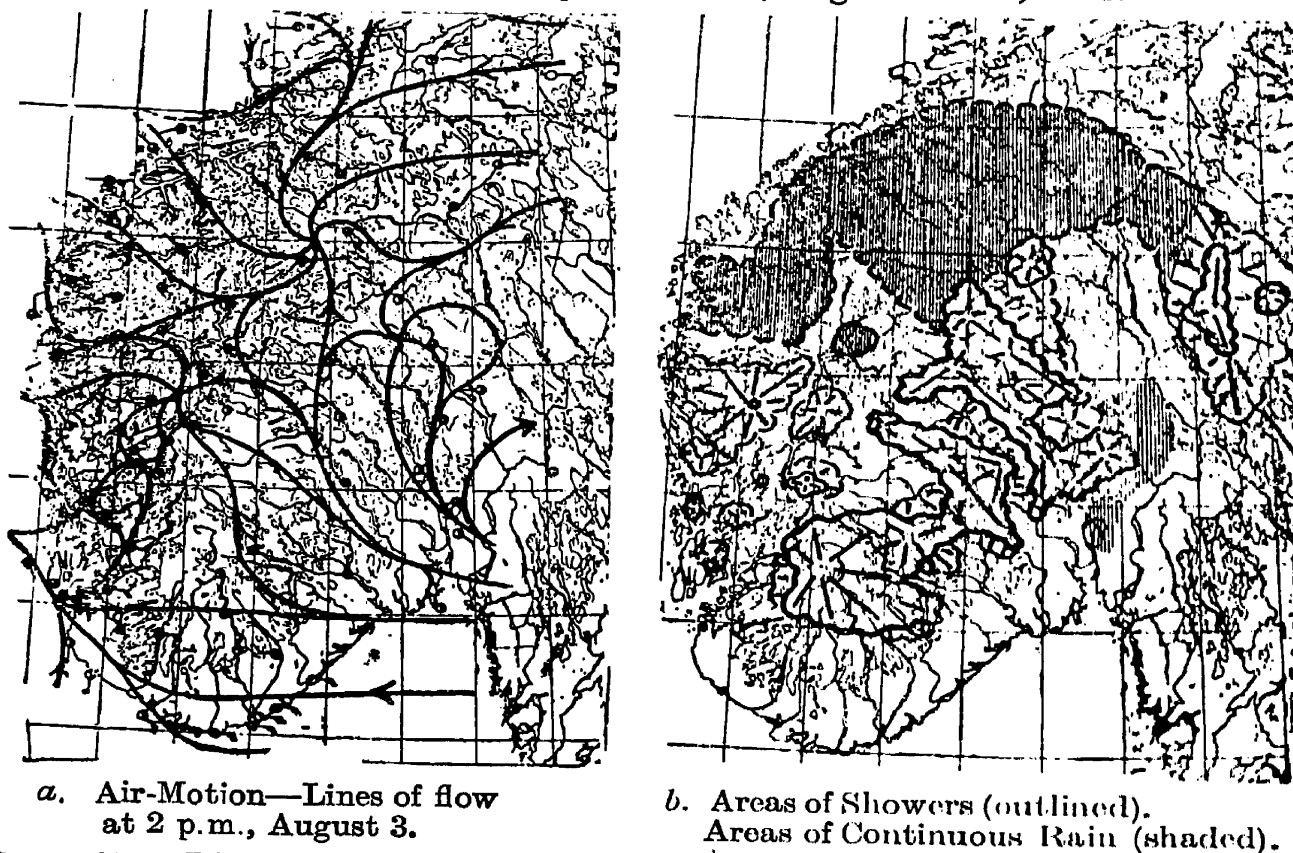 a. Air-Motion—Lines of flow
at 2 p.m., August 3.
b. Areas of Showers (outlined).
Areas of Continuous Rain (shaded).